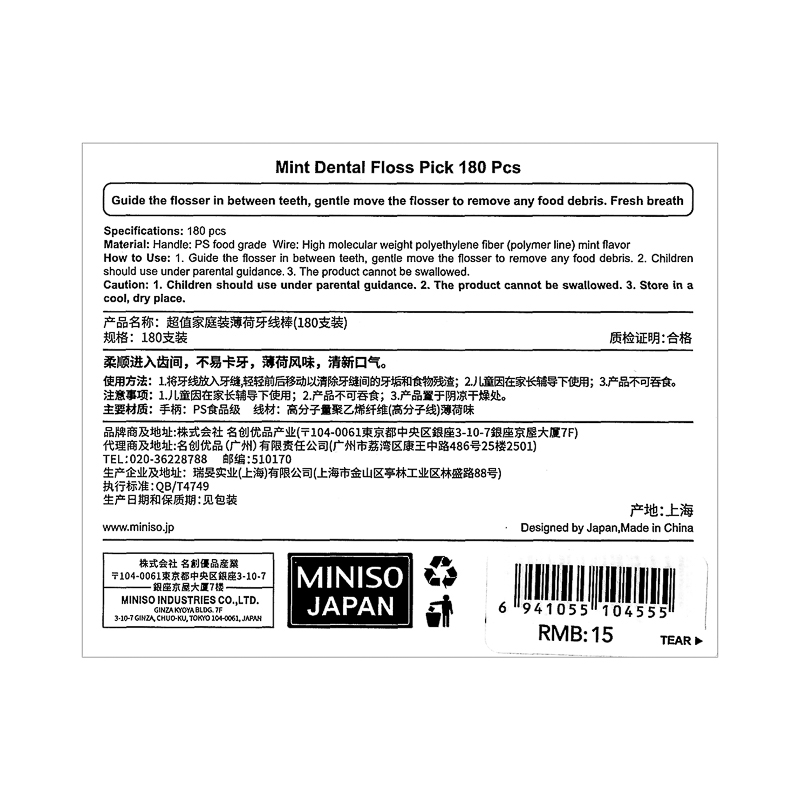 Mint Dental Floss Pick 180 Pcs
Guide the flosser in between teeth, gentle move the flosser to remove any food debris. Fresh breath
Specifications: 180 pcs
Material: Handle: PS food grade Wire: High molecular weight polyethylene fiber (polymer line) mint flavor
How to Use: 1. Guide the flosser in between teeth, gentle move the flosser to remove any food debris. 2. Children
should use under parental guidance. 3. The product cannot be swallowed.
Caution: 1. Children should use under parental guidance. 2. The product cannot be swallowed. 3. Store in a
cool, dry place.
产品名称：超值家庭装薄荷牙线棒(180支装)
规格：180支装 质检证明:合格
柔顺进入齿间，不易卡牙，薄荷风味，清新口气。
使用方法：1.将牙线放入牙缝,轻轻前后移动以清除牙缝间的牙垢和食物残渣；2.儿童因在家长辅导下使用；3.产品不可吞食。
注意事项：1.儿童因在家长辅导下使用；2.产品不可吞食；3.产品置于阴凉干燥处。
主要材质：手柄：PS食品级 线材：高分子量聚乙烯纤维(高分子线)薄荷味
品牌商及地址:株式会社 名创优品产业(〒104-0061東京都中央区銀座3-10-7銀座京屋大廈7F)
代理商及地址:名创优品（广州）有限责任公司(广州市荔湾区康王中路486号25楼2501)
TEL:020-36228788 邮编:510170
生产企业及地址：瑞旻实业(上海)有限公司(上海市金山区亭林工业区林盛路88号)
执行标准:QB/T4749
生产日期和保质期:见包装
产地:上海
www.miniso.jp Designed by Japan,Made in China
株式会社 名創優品産業
〒104-0061東京都中央区銀座3-10-7
銀座京屋大厦7楼
MINISO INDUSTRIES CO.,LTD.
GINZA KYOYA BLDG. 7F
3-10-7 GINZA, CHUO-KU, TOKYO 104-0061, JAPAN
MINISO
JAPAN
6 941055 104555
RMB:15
TEAR